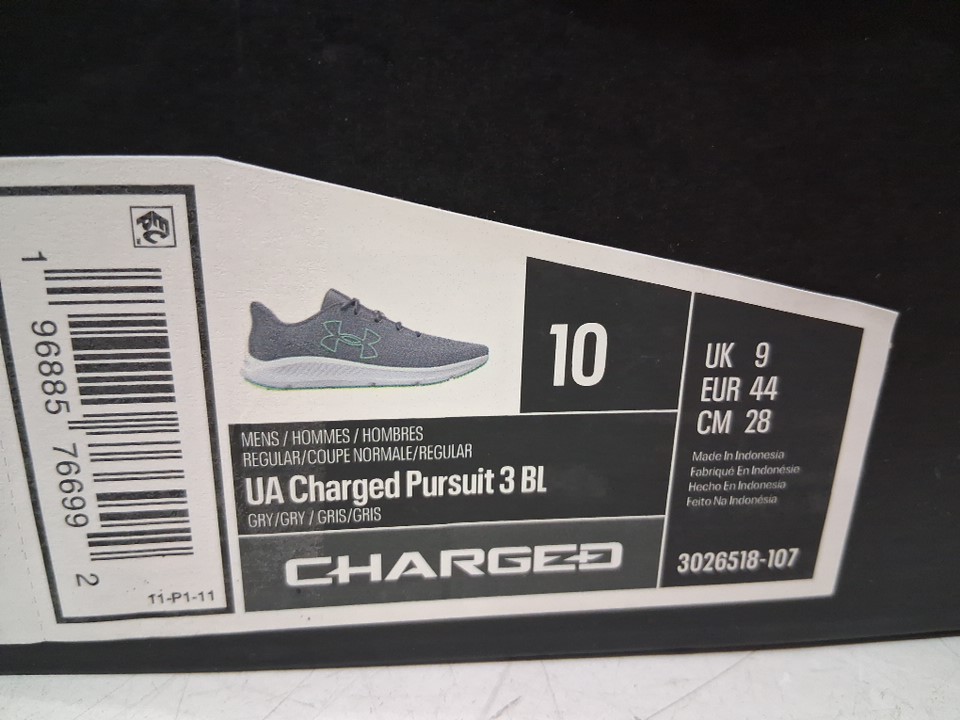 1 96885 76699 2
11-P1-11
MENS / HOMMES / HOMBRES
REGULAR/COUPE NORMALE/REGULAR
UA Charged Pursuit 3 BL
GRY/GRY / GRIS/GRIS
CHARGED
10
UK 9
EUR 44
CM 28
Made In Indonesia
Fabriqué En Indonésie
Hecho En Indonesia
Feito Na Indonésia
3026518-107